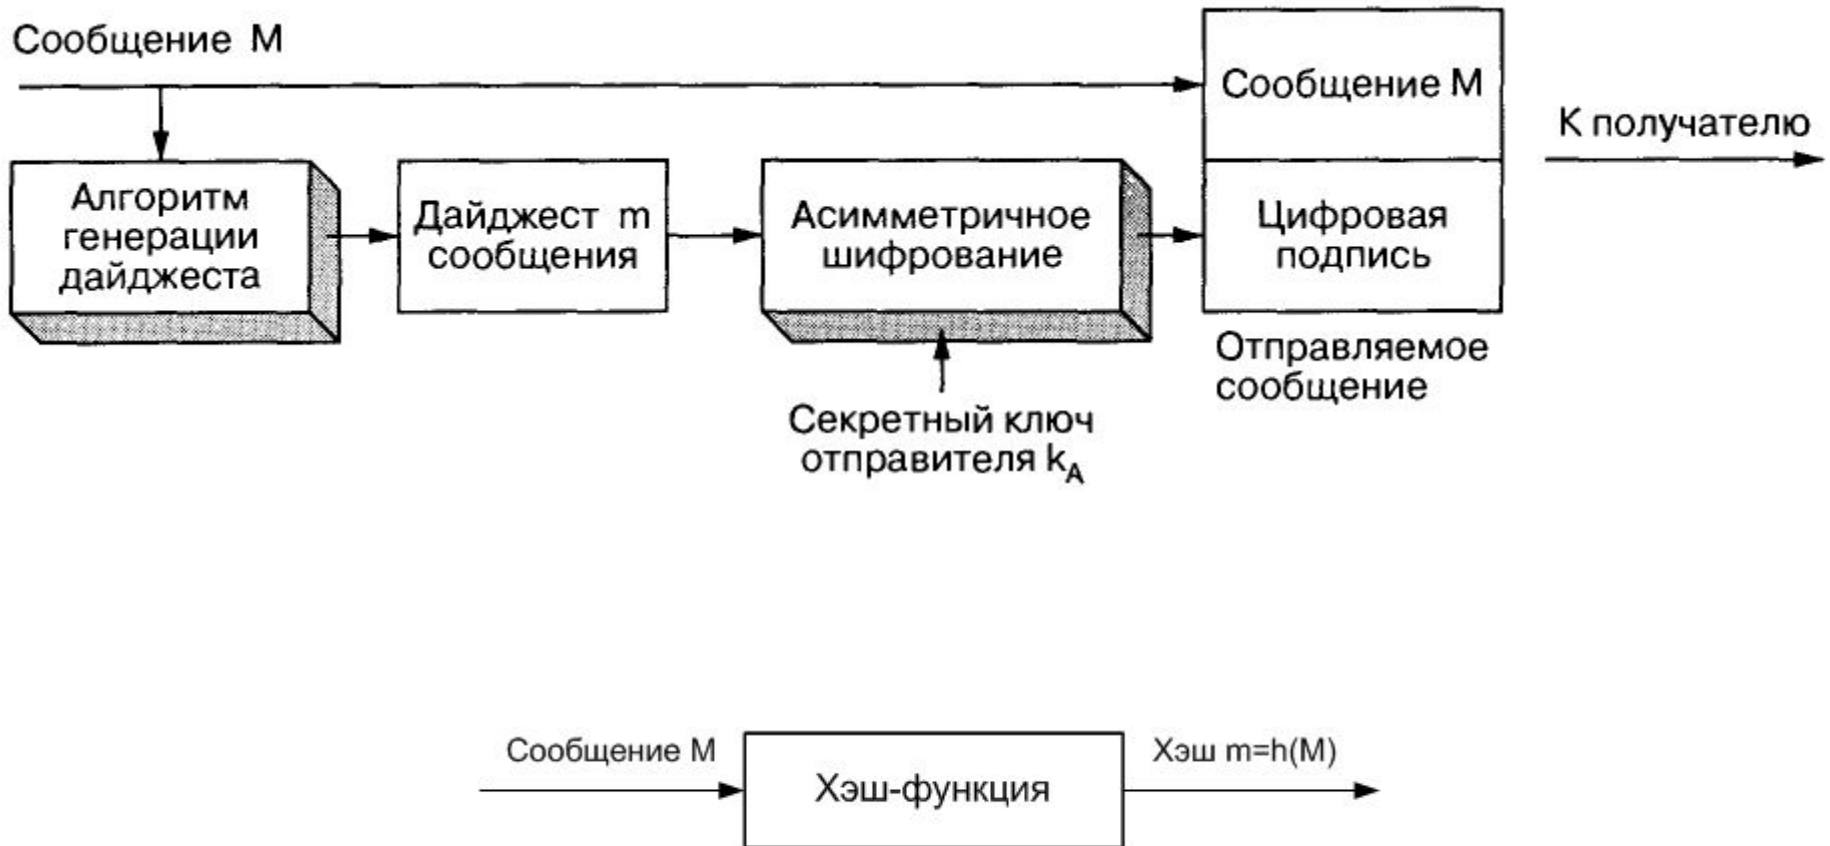 Сообщение M
Сообщение M
К получателю
Алгоритм
генерации
дайджеста
Дайджест m
сообщения
Асимметричное
шифрование
Цифровая
подпись
Отправляемое
сообщение
Секретный ключ
отправителя kA
Сообщение M
Хэш-функция
Хэш m=h(M)